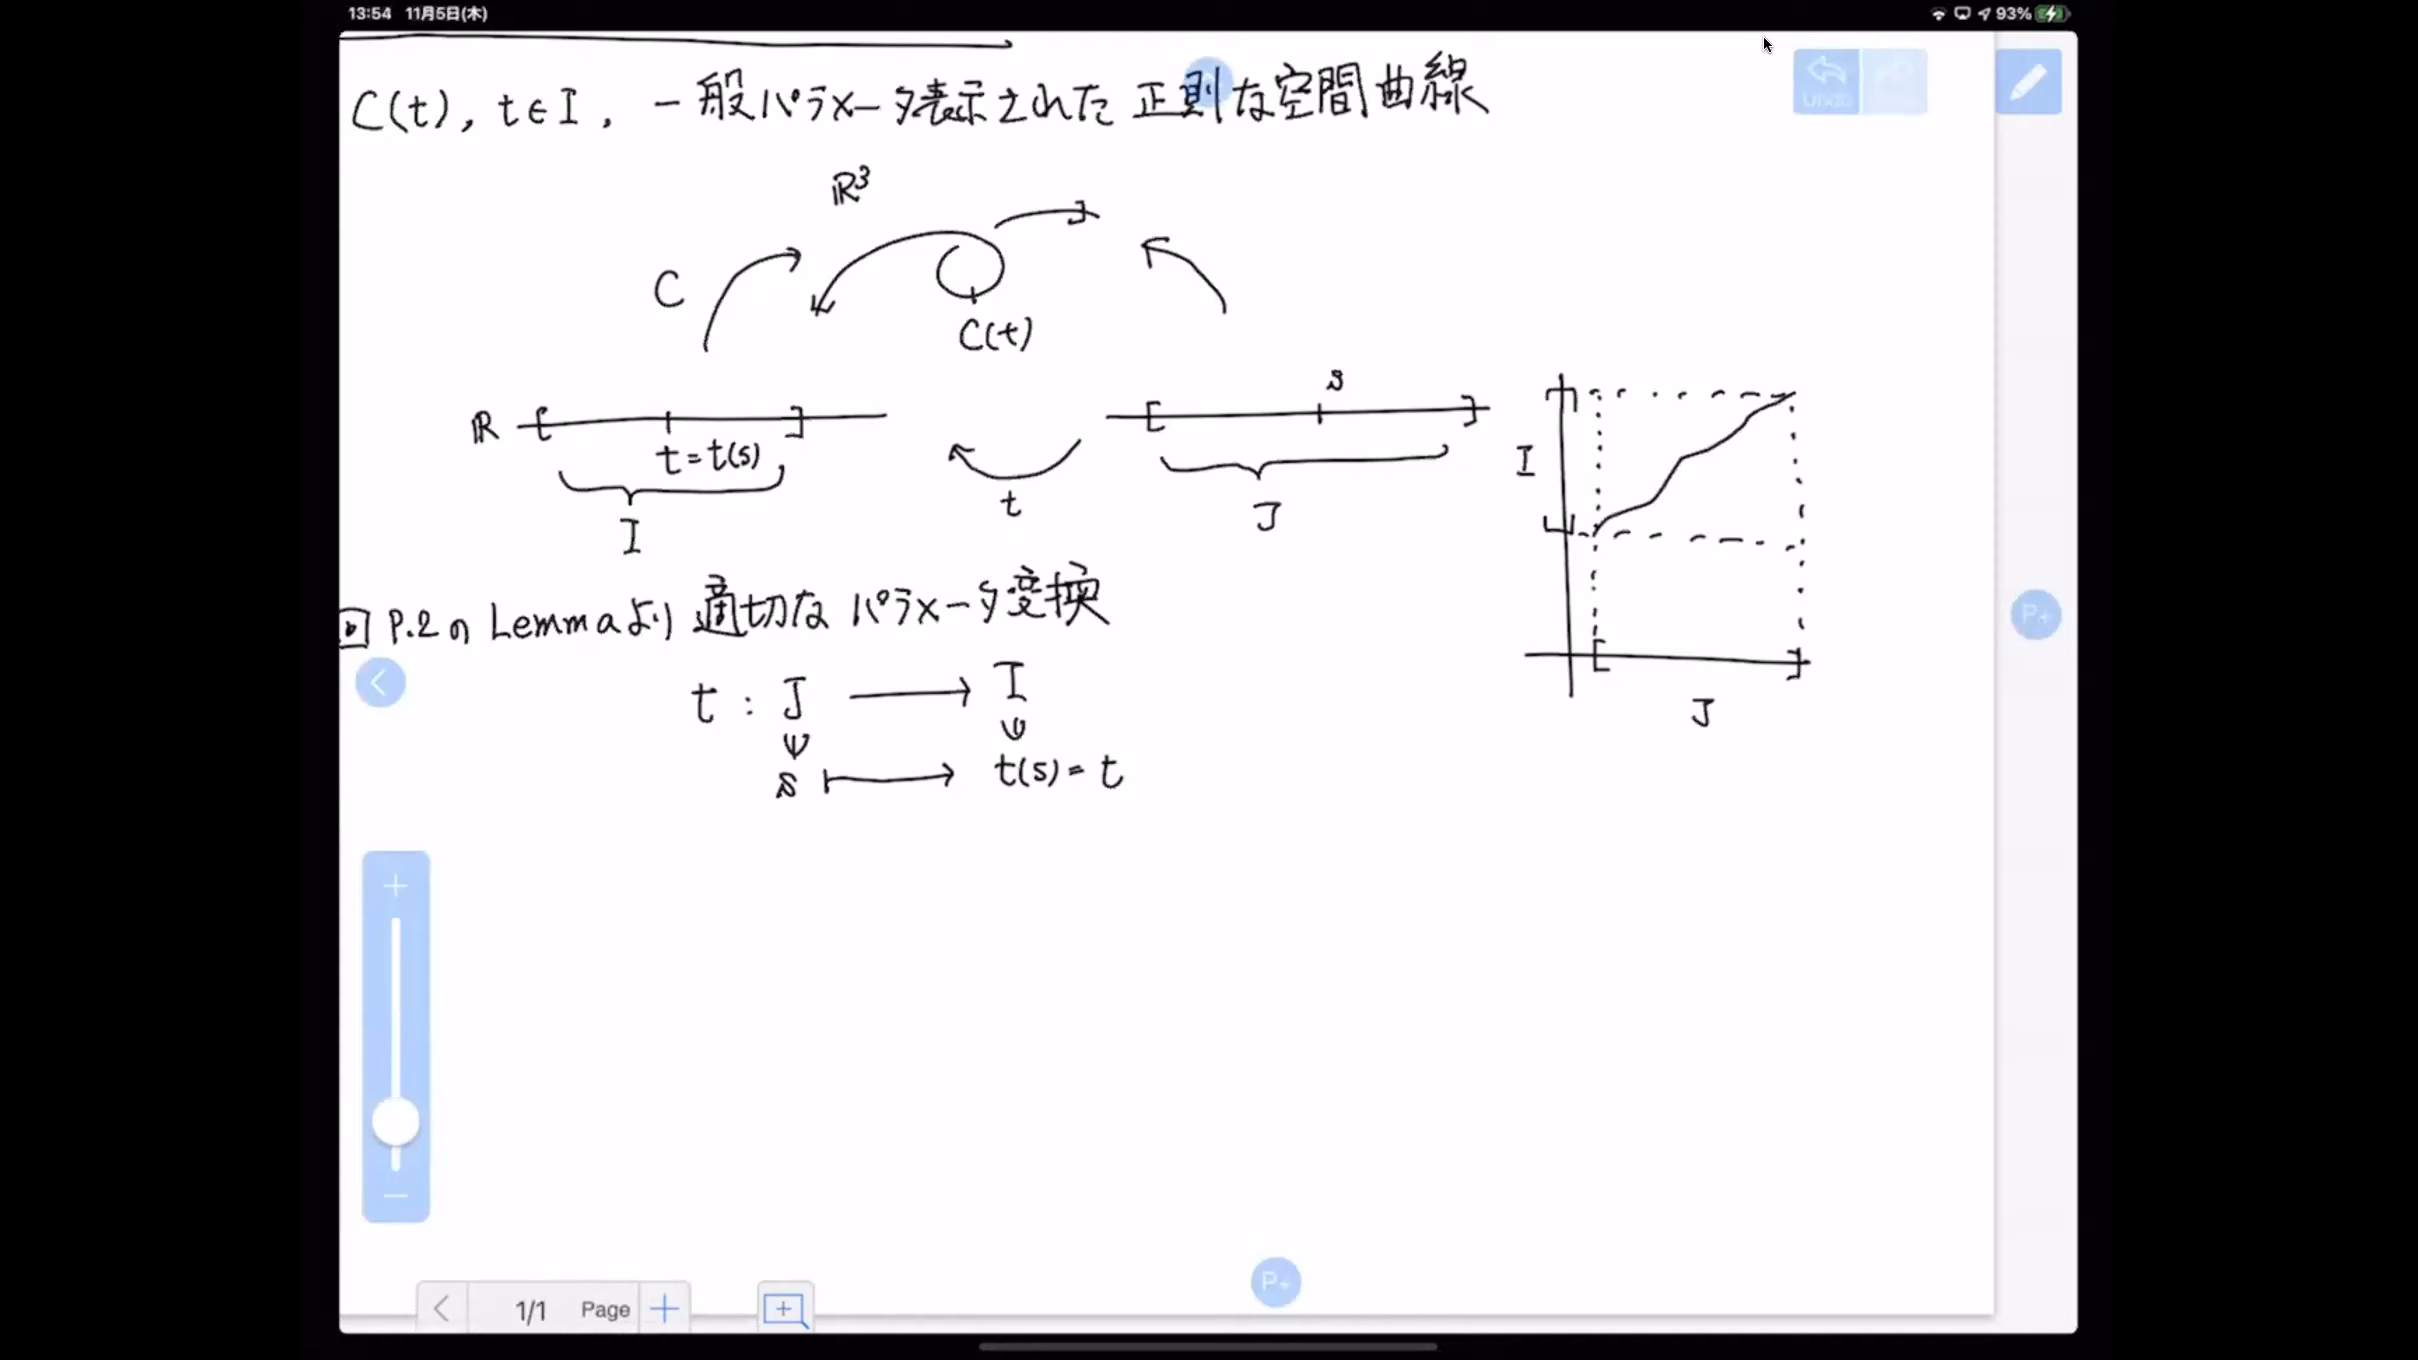 13:54 11月5日(木) 93%
C(t), t∈I, 一般パラメータ表示された正則な空間曲線
Undo
ℝ³
C
C(t)
s
ℝ
t=t(s)
I
t
J
I
回 P.2の Lemmaより 適切な パラメータ変換
P+
t : J → I
J
s ↦ t(s)=t
P+
1/1 Page